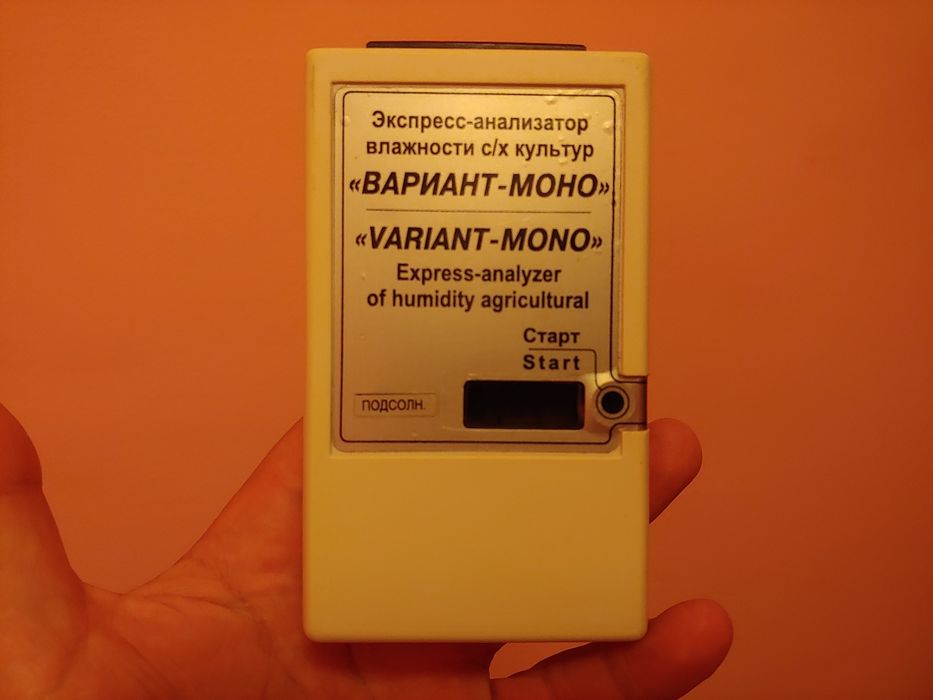 Экспресс-анализатор
влажности с/х культур
«ВАРИАНТ-МОНО»
«VARIANT-MONO»
Express-analyzer
of humidity agricultural
Старт
Start
ПОДСОЛН.